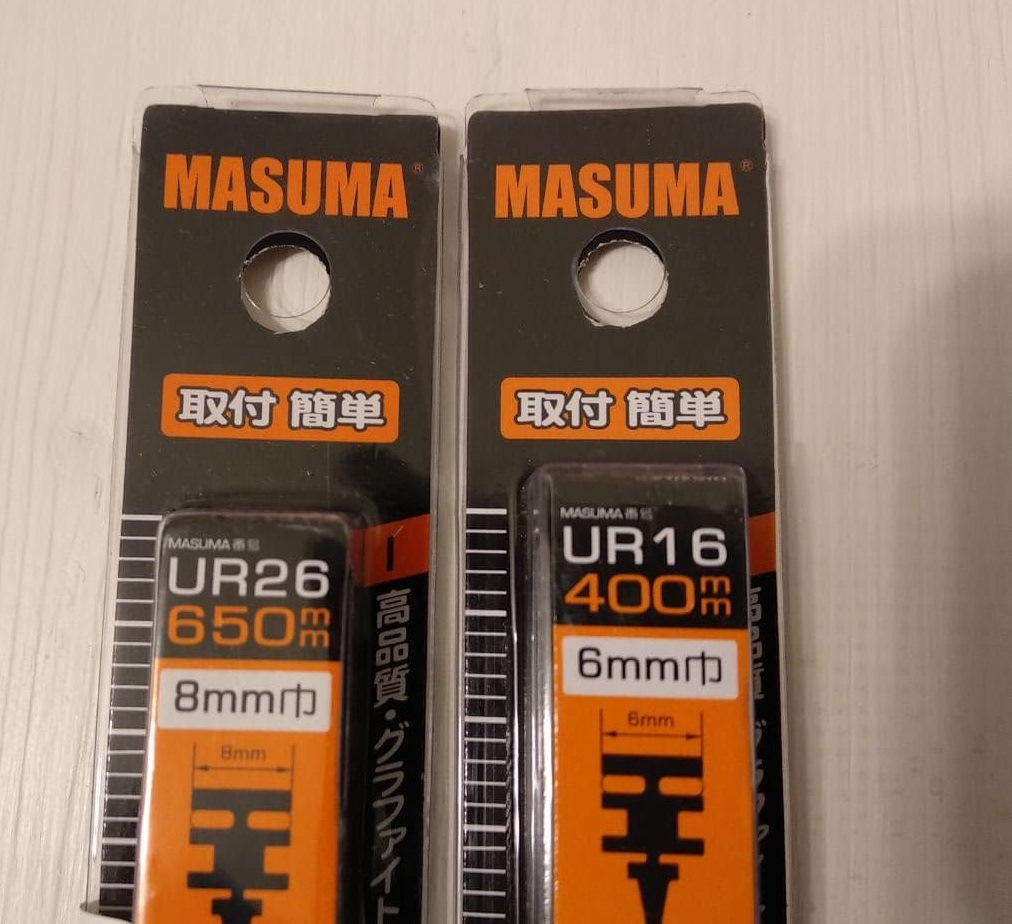 MASUMA®
取付 簡単
MASUMA 番号
UR26
650mm
8mm巾
8mm
高品質・グラファイト
MASUMA®
取付 簡単
MASUMA 番号
UR16
400mm
6mm巾
6mm